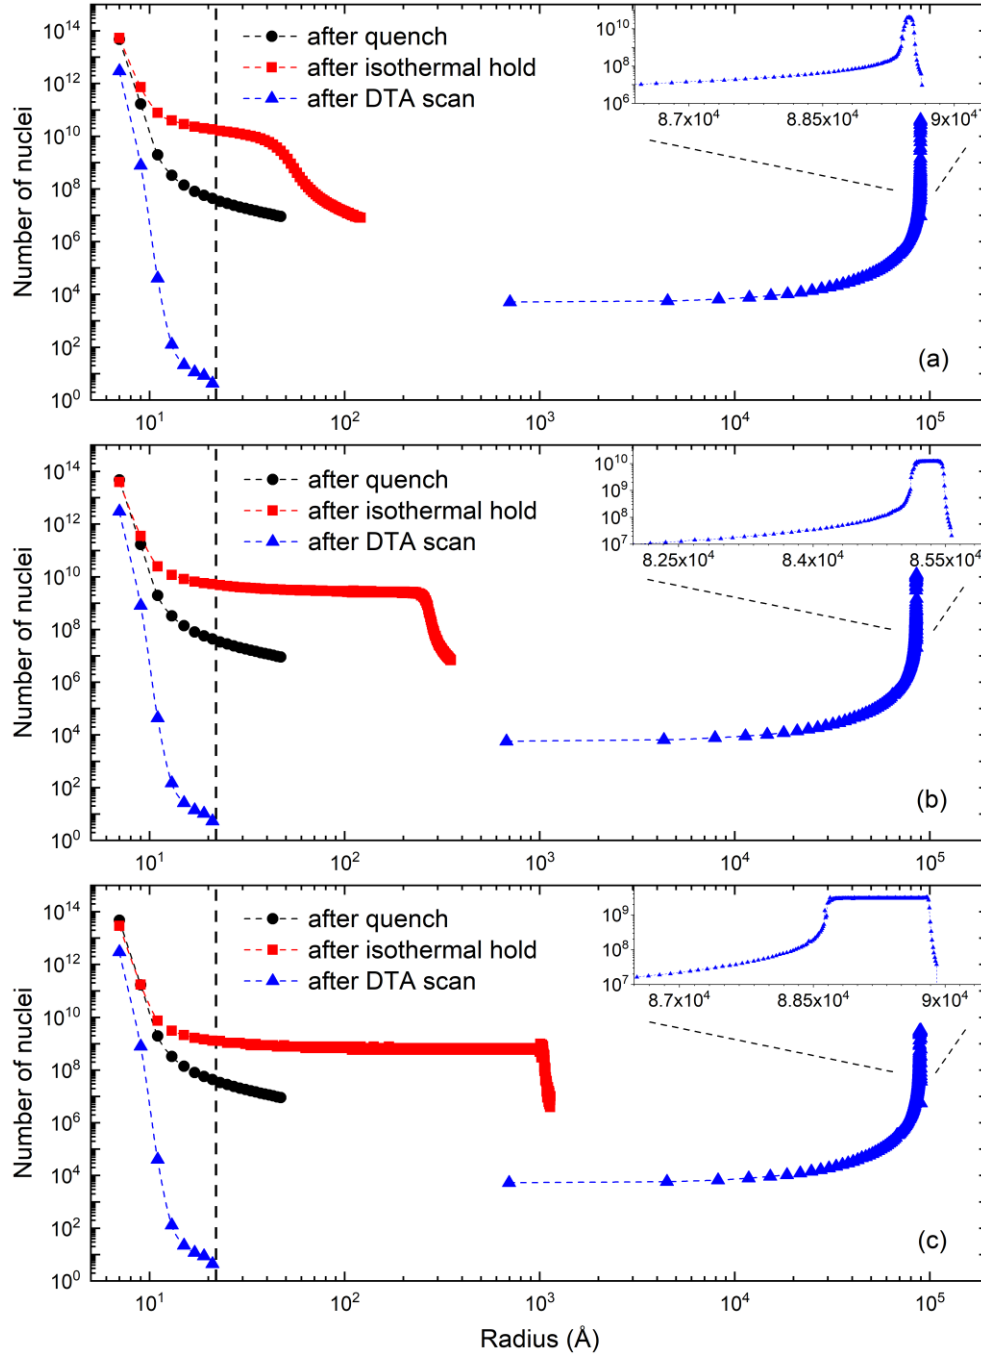 after quench
after isothermal hold
after DTA scan
10^14
10^12
10^10
10^8
10^6
10^4
10^2
10^0
Number of nuclei
10^10
10^8
10^6
8.7x10^4
8.85x10^4
9x10^4
(a)
10^1
10^2
10^3
10^4
10^5
after quench
after isothermal hold
after DTA scan
10^14
10^12
10^10
10^8
10^6
10^4
10^2
10^0
Number of nuclei
10^10
10^9
10^8
10^7
8.25x10^4
8.4x10^4
8.55x10^4
(b)
10^1
10^2
10^3
10^4
10^5
after quench
after isothermal hold
after DTA scan
10^14
10^12
10^10
10^8
10^6
10^4
10^2
10^0
Number of nuclei
10^9
10^8
10^7
8.7x10^4
8.85x10^4
9x10^4
(c)
10^1
10^2
10^3
10^4
10^5
Radius (Å)